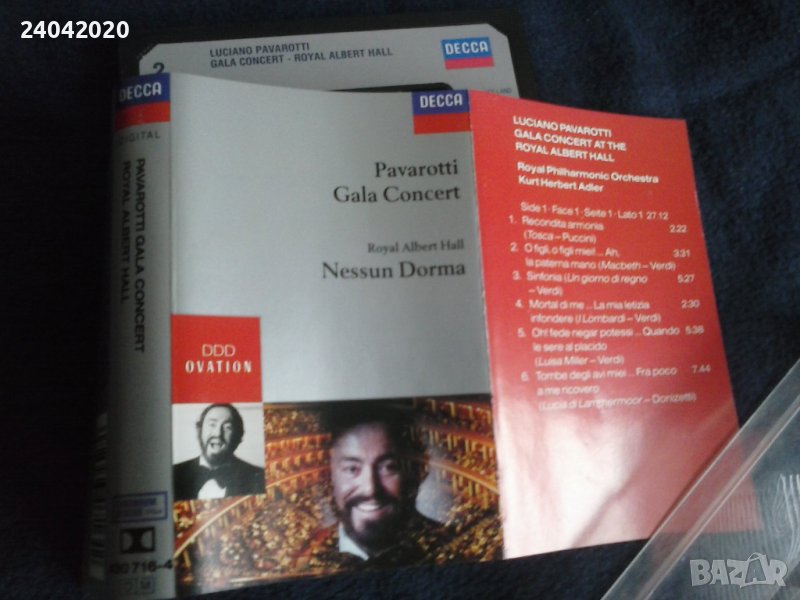 24042020
2
LUCIANO PAVAROTTI
GALA CONCERT - ROYAL ALBERT HALL
DECCA
DECCA
DIGITAL
PAVAROTTI GALA CONCERT
ROYAL ALBERT HALL
716-4
DECCA
Pavarotti
Gala Concert
Royal Albert Hall
Nessun Dorma
DDD
OVATION
LUCIANO PAVAROTTI
GALA CONCERT AT THE
ROYAL ALBERT HALL
Royal Philharmonic Orchestra
Kurt Herbert Adler
Side 1 · Face 1 · Seite 1 · Lato 1 27.12
1. Recondita armonia 2.22
(Tosca – Puccini)
2. O figli, o figli miei! ... Ah, 3.31
la paterna mano (Macbeth – Verdi)
3. Sinfonia (Un giorno di regno 5.27
– Verdi)
4. Mortal di me ... La mia letizia 2.30
infondere (I Lombardi – Verdi)
5. Oh! fede negar potessi ... Quando 5.36
le sere al placido
(Luisa Miller – Verdi)
6. Tombe degli avi miei ... Fra poco 7.44
a me ricovero
(Lucia di Lammermoor – Donizetti)
BAZAR